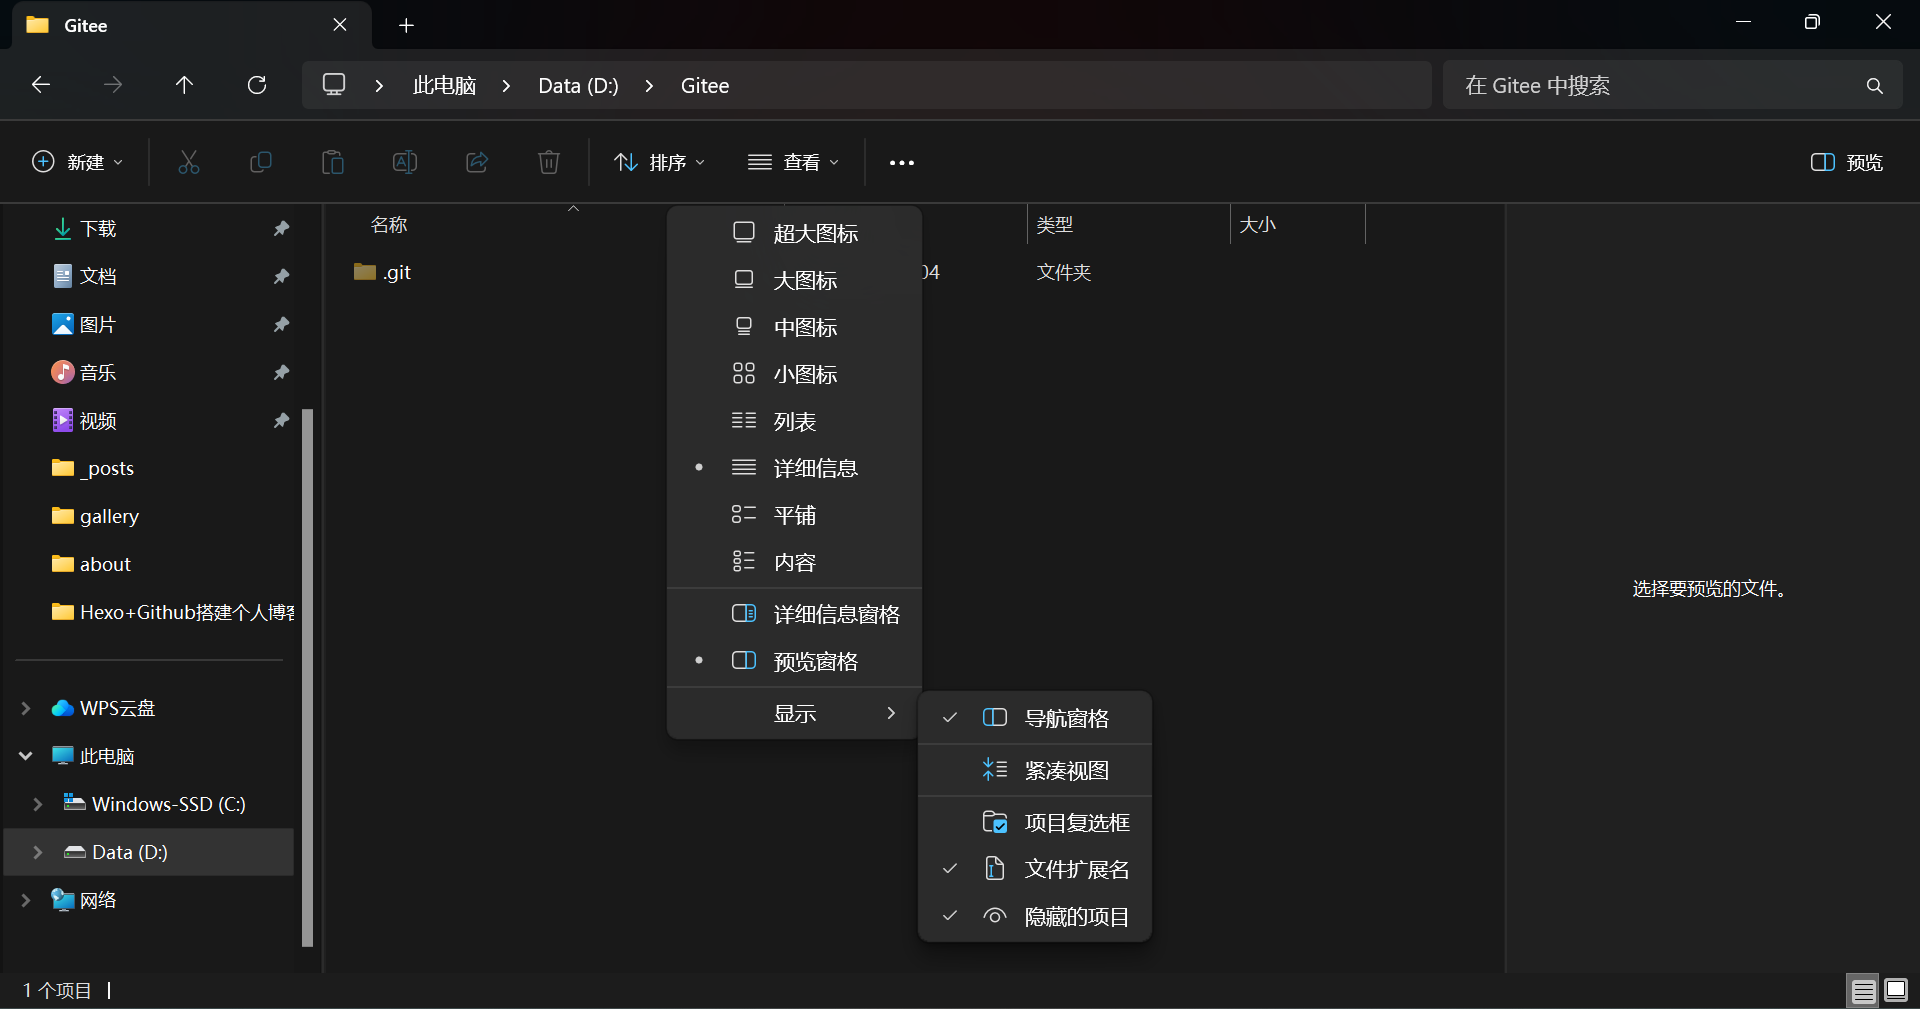 Gitee
此电脑 > Data (D:) > Gitee
在 Gitee 中搜索
新建
排序
查看
预览
下载
文档
图片
音乐
视频
_posts
gallery
about
Hexo+Github搭建个人博客
WPS云盘
此电脑
Windows-SSD (C:)
Data (D:)
网络
名称
类型
大小
.git
04
文件夹
超大图标
大图标
中图标
小图标
列表
详细信息
平铺
内容
详细信息窗格
预览窗格
显示
导航窗格
紧凑视图
项目复选框
文件扩展名
隐藏的项目
选择要预览的文件。
1 个项目